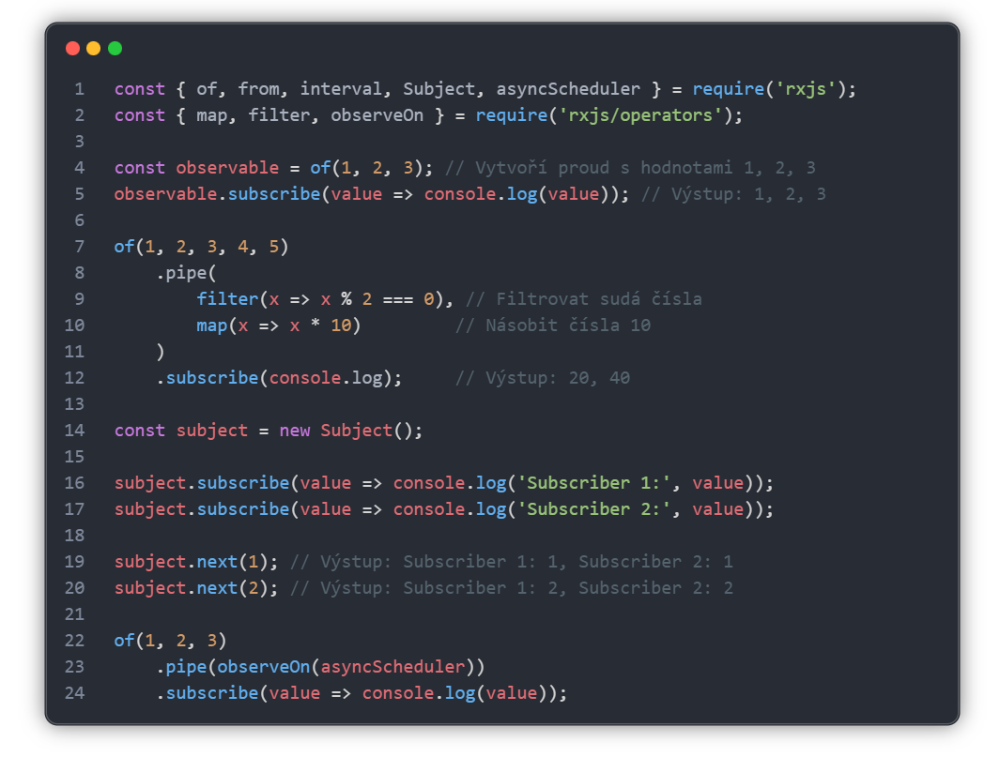 1 const { of, from, interval, Subject, asyncScheduler } = require('rxjs');
2 const { map, filter, observeOn } = require('rxjs/operators');
3
4 const observable = of(1, 2, 3); // Vytvoří proud s hodnotami 1, 2, 3
5 observable.subscribe(value => console.log(value)); // Výstup: 1, 2, 3
6
7 of(1, 2, 3, 4, 5)
8     .pipe(
9         filter(x => x % 2 === 0), // Filtrovat sudá čísla
10         map(x => x * 10)         // Násobit čísla 10
11     )
12     .subscribe(console.log);     // Výstup: 20, 40
13
14 const subject = new Subject();
15
16 subject.subscribe(value => console.log('Subscriber 1:', value));
17 subject.subscribe(value => console.log('Subscriber 2:', value));
18
19 subject.next(1); // Výstup: Subscriber 1: 1, Subscriber 2: 1
20 subject.next(2); // Výstup: Subscriber 1: 2, Subscriber 2: 2
21
22 of(1, 2, 3)
23     .pipe(observeOn(asyncScheduler))
24     .subscribe(value => console.log(value));